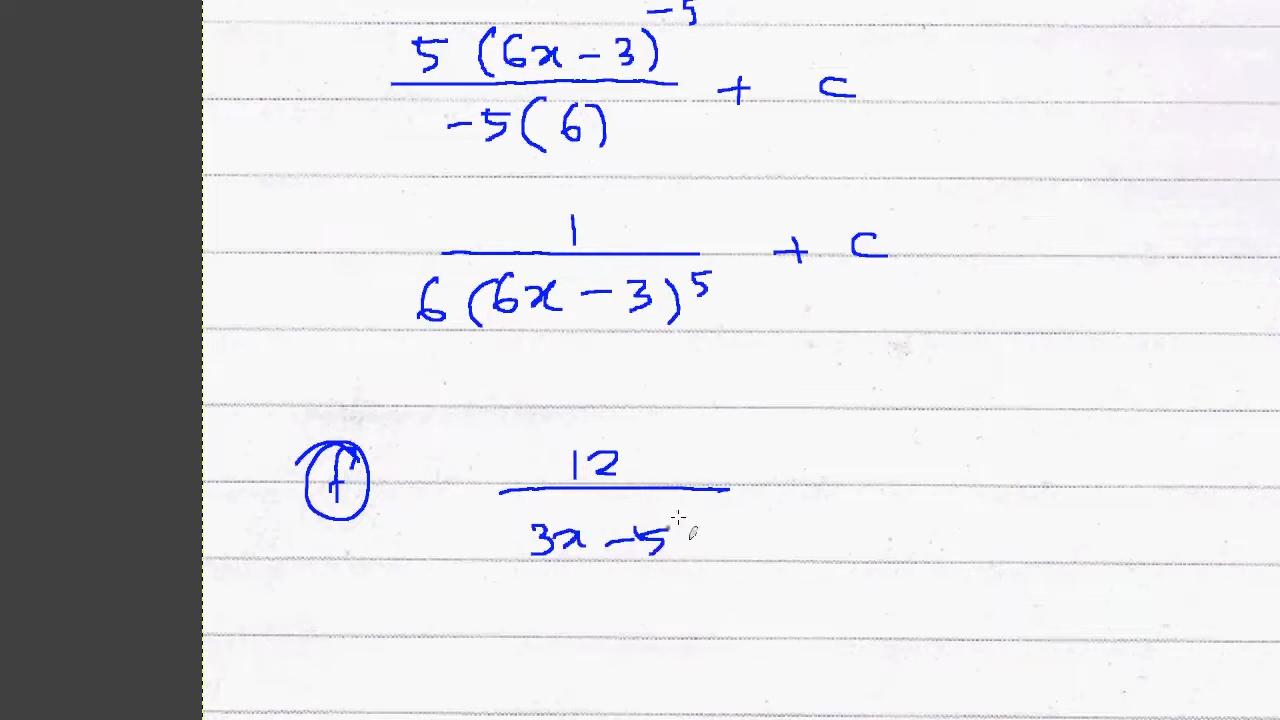 5 (6x - 3)^-5
-5(6) + c
1
6(6x - 3)^5 + c
f 12
3x - 5